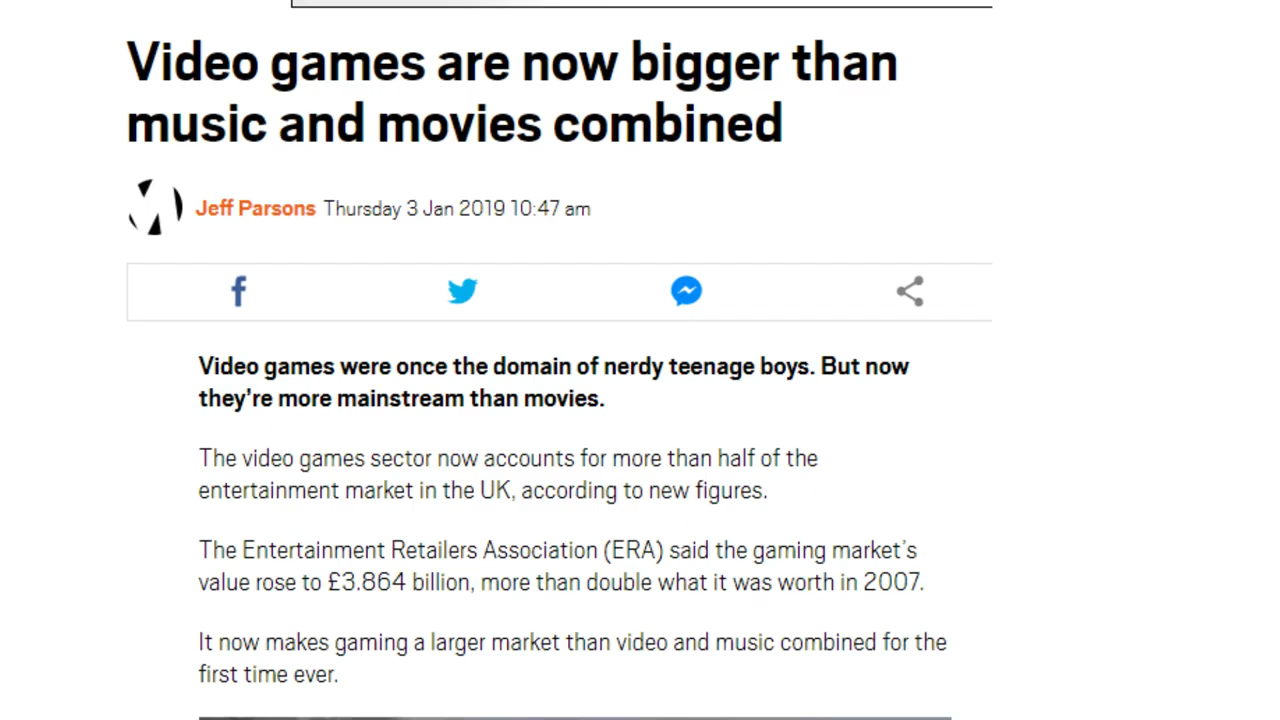 Video games are now bigger than
music and movies combined
Jeff Parsons Thursday 3 Jan 2019 10:47 am
Video games were once the domain of nerdy teenage boys. But now
they're more mainstream than movies.
The video games sector now accounts for more than half of the
entertainment market in the UK, according to new figures.
The Entertainment Retailers Association (ERA) said the gaming market's
value rose to £3.864 billion, more than double what it was worth in 2007.
It now makes gaming a larger market than video and music combined for the
first time ever.